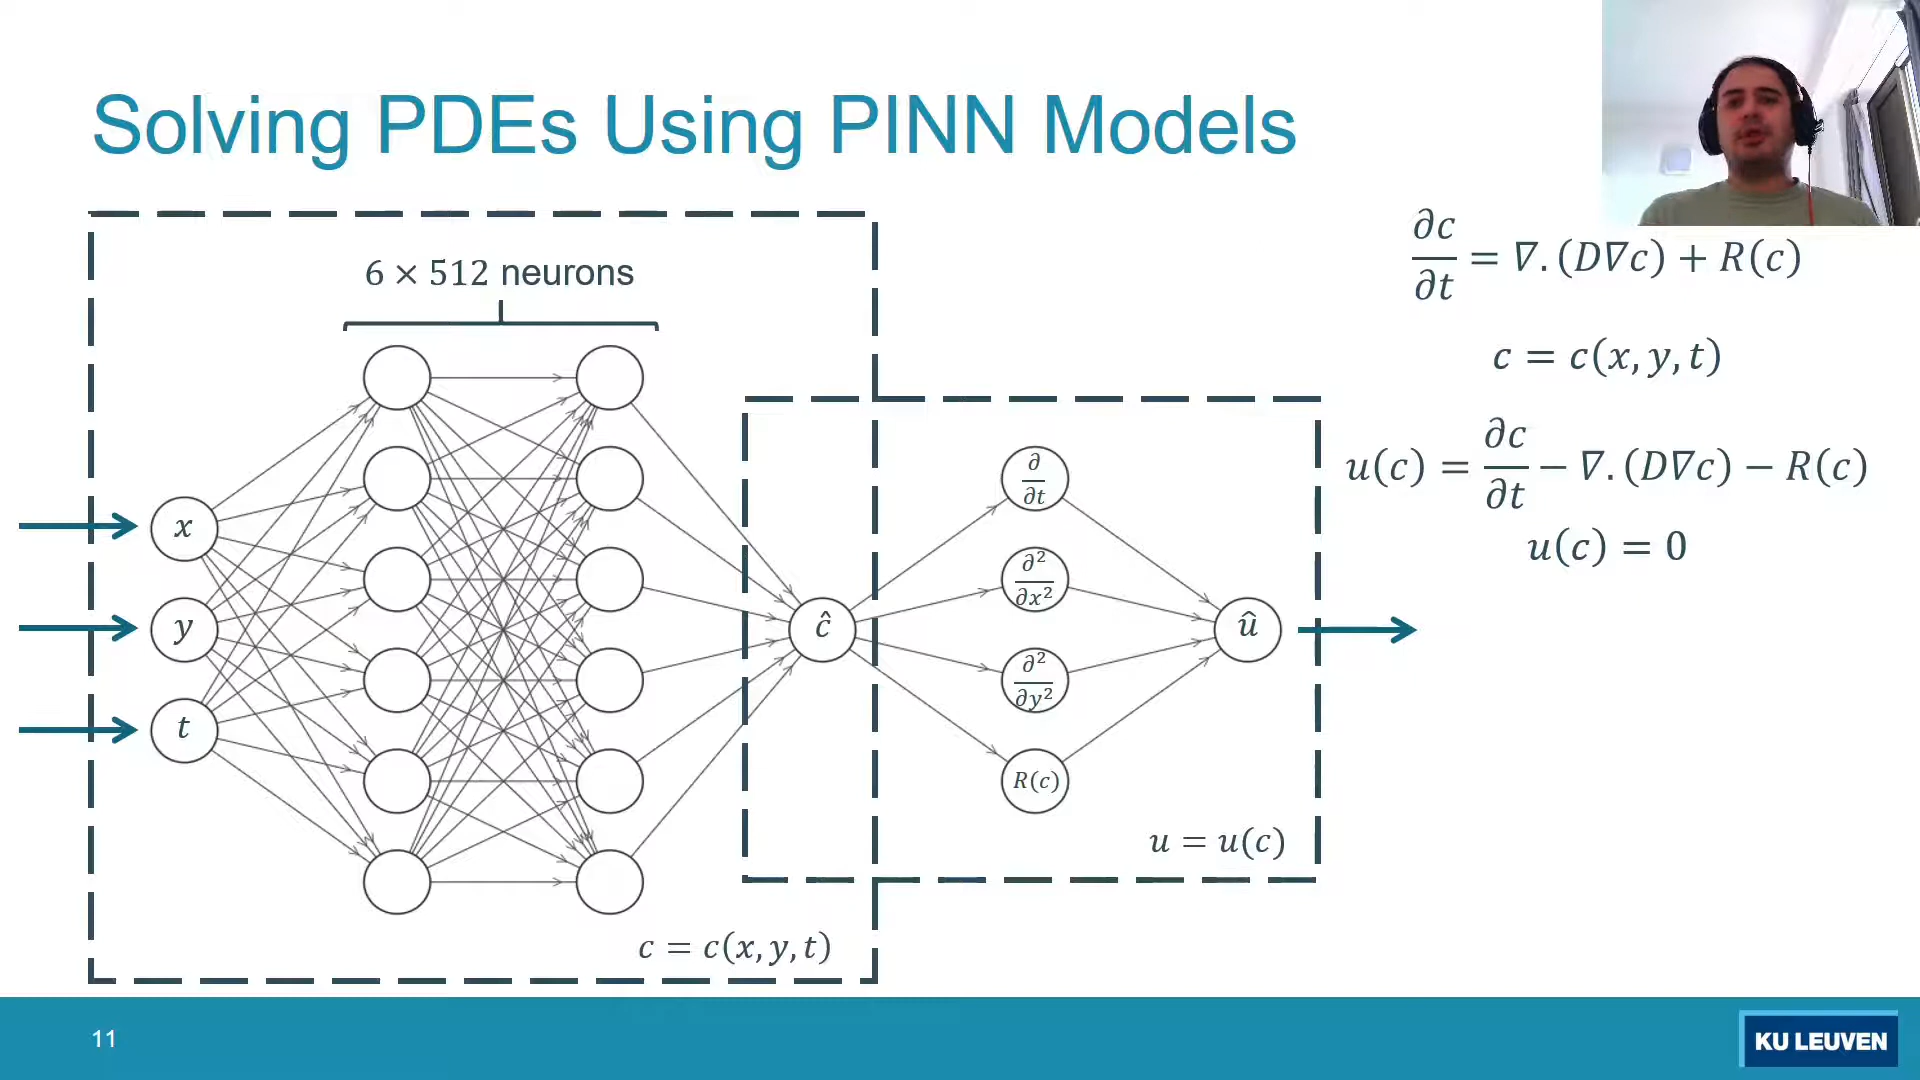 Solving PDEs Using PINN Models
6 × 512 neurons
x
y
t
ĉ
∂/∂t
∂²/∂x²
∂²/∂y²
R(c)
û
u = u(c)
c = c(x, y, t)
∂c/∂t = ∇.(D∇c) + R(c)
c = c(x, y, t)
u(c) = ∂c/∂t − ∇.(D∇c) − R(c)
u(c) = 0
11
KU LEUVEN